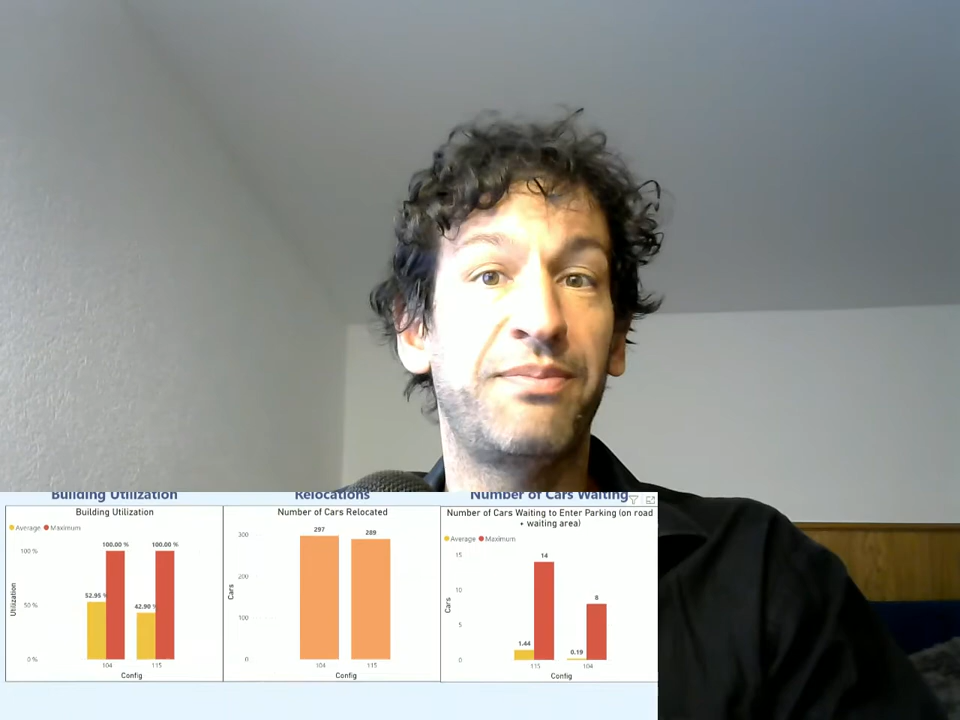 Building Utilization
Relocations
Number of Cars Waiting
Building Utilization
Average Maximum
100 %
50 %
0 %
Utilization
52.95 %
100.00 %
42.90 %
100.00 %
104
115
Config
Number of Cars Relocated
300
200
100
0
Cars
297
289
104
115
Config
Number of Cars Waiting to Enter Parking (on road
+ waiting area)
Average Maximum
15
10
5
0
Cars
1.44
14
0.19
8
115
104
Config